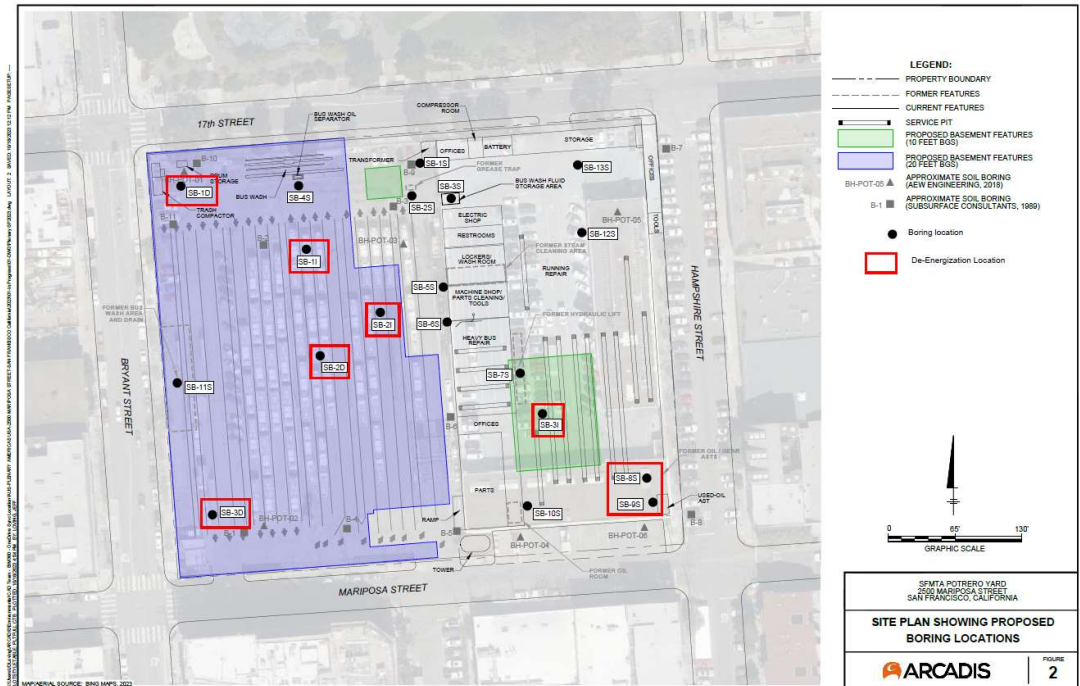 17th STREET
BUS WASH OIL
SEPARATOR
COMPRESSOR
ROOM
TRANSFORMER
OFFICES
BATTERY
STORAGE
OFFICES
TOOLS
B-7
B-10
SB-1D
DRUM
STORAGE
TRASH
COMPACTOR
B-11
BUS WASH
SB-4S
SB-1S
FORMER
GREASE TRAP
SB-13S
SB-3S
BUS WASH FLUID
STORAGE AREA
SB-2S
ELECTRIC
SHOP
RESTROOMS
BH-POT-05
SB-12S
BH-POT-03
SB-1I
LOCKERS/
WASH ROOM
FORMER STEAM
CLEANING AREA
RUNNING
REPAIR
SB-5S
MACHINE SHOP/
PARTS CLEANING/
TOOLS
FORMER BUS
WASH AREA
AND DRAIN
SB-2I
SB-6S
FORMER HYDRAULIC LIFT
HEAVY BUS
REPAIR
SB-2D
SB-7S
SB-11S
BRYANT STREET
HAMPSHIRE STREET
B-6
OFFICES
SB-3I
FORMER OIL / GEAR
ASTS
SB-8S
PARTS
SB-9S
USED-OIL
AST
SB-3D
BH-POT-02
B-4
RAMP
SB-10S
B-8
B-5
BH-POT-04
BH-POT-06
TOWER
FORMER OIL
ROOM
MARIPOSA STREET
MAP/AERIAL SOURCE: BING MAPS, 2023
LEGEND:
PROPERTY BOUNDARY
FORMER FEATURES
CURRENT FEATURES
SERVICE PIT
PROPOSED BASEMENT FEATURES
(10 FEET BGS)
PROPOSED BASEMENT FEATURES
(20 FEET BGS)
BH-POT-05 APPROXIMATE SOIL BORING
(AEW ENGINEERING, 2018)
B-1 APPROXIMATE SOIL BORING
(SUBSURFACE CONSULTANTS, 1989)
Boring location
De-Energization Location
0 65' 130'
GRAPHIC SCALE
SFMTA POTRERO YARD
2500 MARIPOSA STREET
SAN FRANCISCO, CALIFORNIA
SITE PLAN SHOWING PROPOSED
BORING LOCATIONS
ARCADIS
FIGURE
2